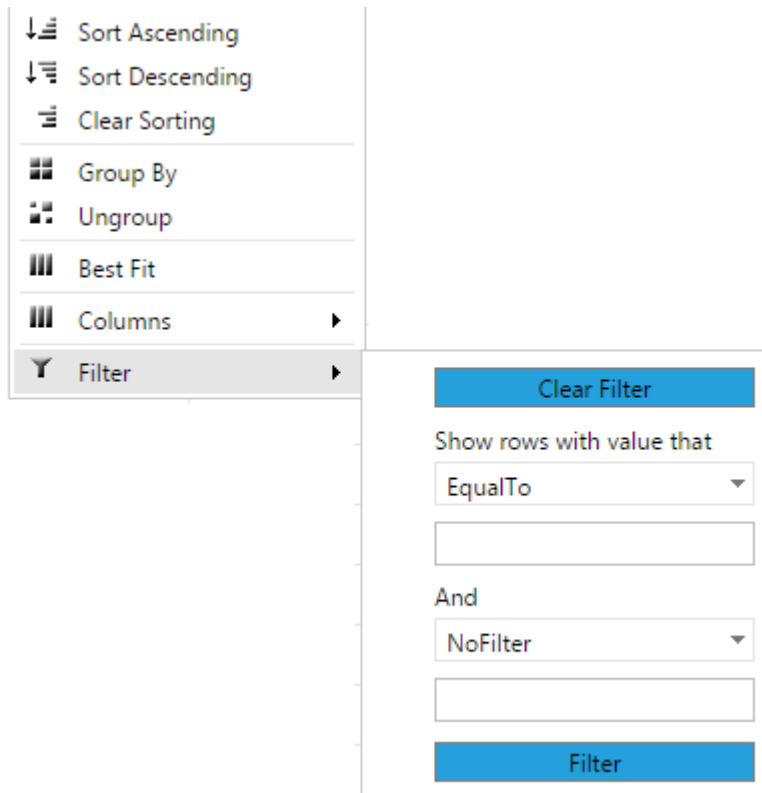 Sort Ascending
Sort Descending
Clear Sorting
Group By
Ungroup
Best Fit
Columns
Filter
Clear Filter
Show rows with value that
EqualTo
And
NoFilter
Filter